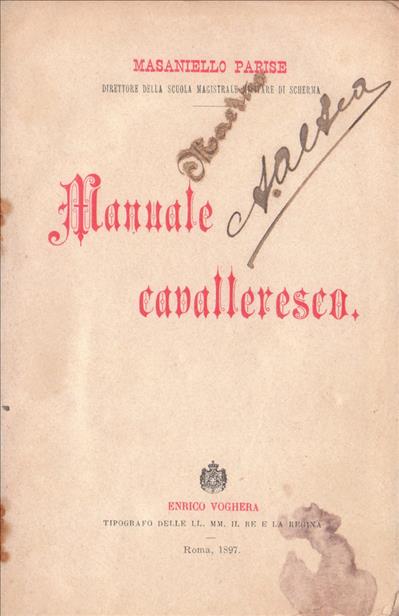 MASANIELLO PARISE
DIRETTORE DELLA SCUOLA MAGISTRALE MILITARE DI SCHERMA
Manuale
cavalleresco.
ENRICO VOGHERA
TIPOGRAFO DELLE LL. MM. IL RE E LA REGINA
Roma, 1897.